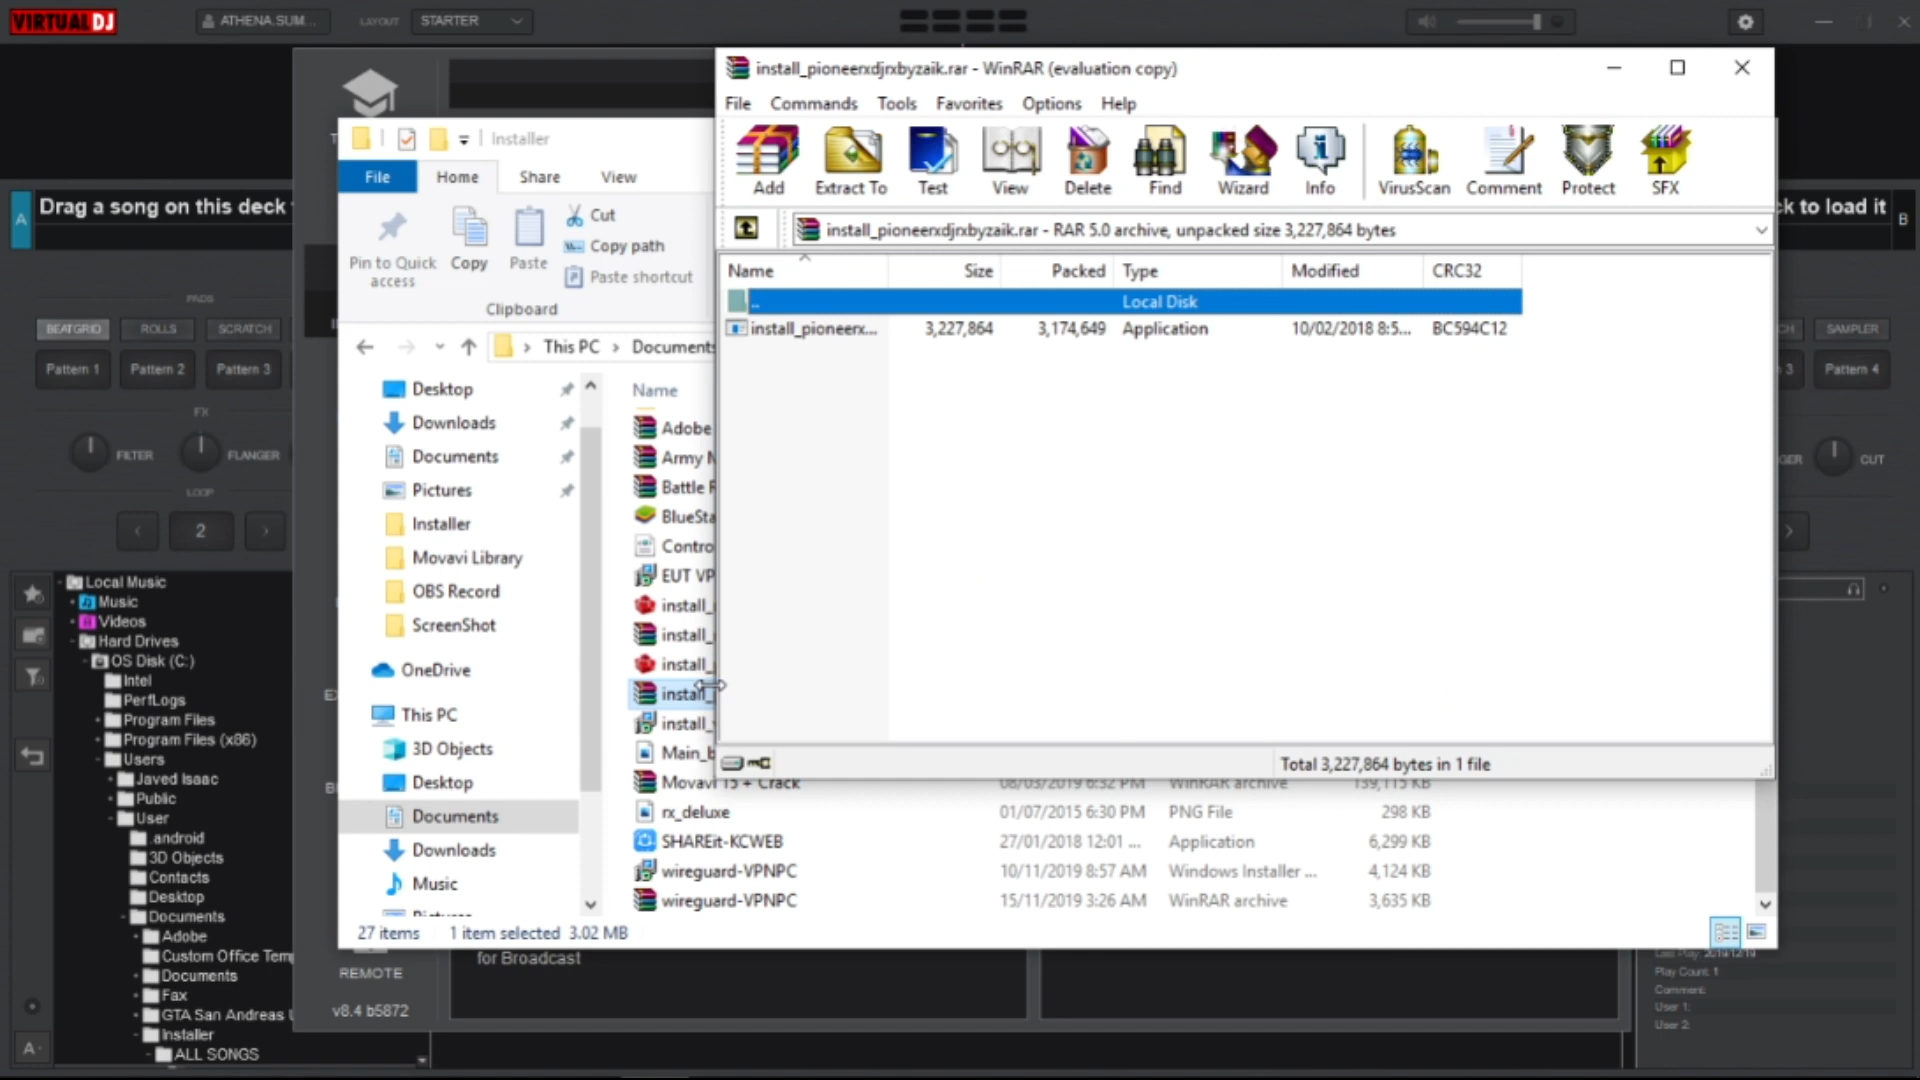 VIRTUAL DJ
ATHENA.SUM...
LAYOUT
STARTER
install_pioneerxdjrxbyzaik.rar - WinRAR (evaluation copy)
File Commands Tools Favorites Options Help
Add
Extract To
Test
View
Delete
Find
Wizard
Info
VirusScan
Comment
Protect
SFX
install_pioneerxdjrxbyzaik.rar - RAR 5.0 archive, unpacked size 3,227,864 bytes
Name Size Packed Type Modified CRC32
.. Local Disk
install_pioneerx... 3,227,864 3,174,649 Application 10/02/2018 8:5... BC594C12
Total 3,227,864 bytes in 1 file
Installer
File Home Share View
Pin to Quick access
Copy
Paste
Cut
Copy path
Paste shortcut
Clipboard
This PC › Documents
Desktop
Downloads
Documents
Pictures
Installer
Movavi Library
OBS Record
ScreenShot
OneDrive
This PC
3D Objects
Desktop
Documents
Downloads
Music
Name
Adobe
Army
Battle
BlueSta
Contro
EUT VP
install_
install_
install_
install_
install_
Main_b
Movavi 15 + Crack 08/03/2019 6:32 PM WinRAR archive 139,115 KB
rx_deluxe 01/07/2015 6:30 PM PNG File 298 KB
SHAREit-KCWEB 27/01/2018 12:01 ... Application 6,299 KB
wireguard-VPNPC 10/11/2019 8:57 AM Windows Installer ... 4,124 KB
wireguard-VPNPC 15/11/2019 3:26 AM WinRAR archive 3,635 KB
27 items 1 item selected 3.02 MB
A
Drag a song on this deck
ck to load it
B
PADS
BEATGRID ROLLS SCRATCH
Pattern 1 Pattern 2 Pattern 3
CH SAMPLER
3 Pattern 4
FX
FILTER FLANGER
GER CUT
LOOP
2
Local Music
Music
Videos
Hard Drives
OS Disk (C:)
Intel
PerfLogs
Program Files
Program Files (x86)
Users
Javed Isaac
Public
User
.android
3D Objects
Contacts
Desktop
Documents
Adobe
Custom Office Tem
Documents
Fax
GTA San Andreas
Installer
ALL SONGS
for Broadcast
REMOTE
v8.4 b5872
Last Play: 2019/12/19
Play Count: 1
Comment:
User 1:
User 2: